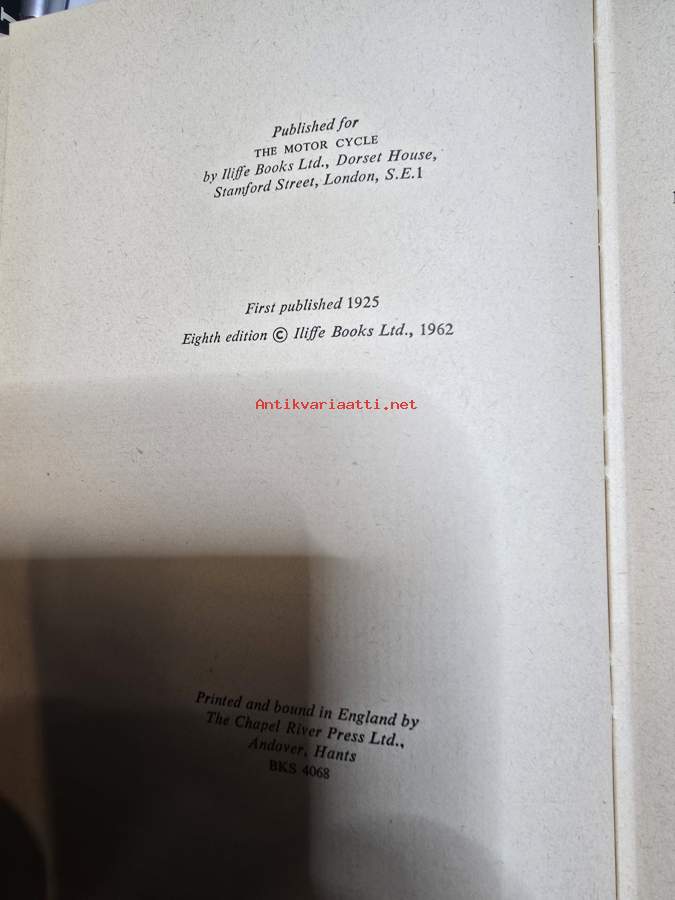 Published for
THE MOTOR CYCLE
by Iliffe Books Ltd., Dorset House,
Stamford Street, London, S.E.1
First published 1925
Eighth edition © Iliffe Books Ltd., 1962
Antikvariaatti.net
Printed and bound in England by
The Chapel River Press Ltd.,
Andover, Hants
BKS 4068